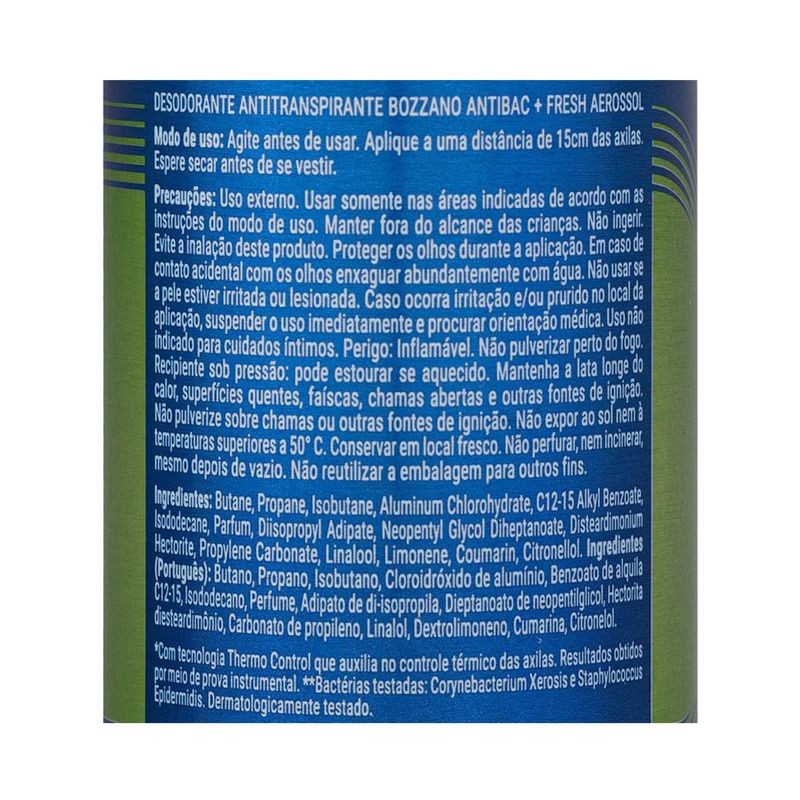 DESODORANTE ANTITRANSPIRANTE BOZZANO ANTIBAC + FRESH AEROSSOL
Modo de uso: Agite antes de usar. Aplique a uma distância de 15cm das axilas.
Espere secar antes de se vestir.
Precauções: Uso externo. Usar somente nas áreas indicadas de acordo com as
instruções do modo de uso. Manter fora do alcance das crianças. Não ingerir.
Evite a inalação deste produto. Proteger os olhos durante a aplicação. Em caso de
contato acidental com os olhos enxaguar abundantemente com água. Não usar se
a pele estiver irritada ou lesionada. Caso ocorra irritação e/ou prurido no local da
aplicação, suspender o uso imediatamente e procurar orientação médica. Uso não
indicado para cuidados íntimos. Perigo: Inflamável. Não pulverizar perto do fogo.
Recipiente sob pressão: pode estourar se aquecido. Mantenha a lata longe do
calor, superfícies quentes, faíscas, chamas abertas e outras fontes de ignição.
Não pulverize sobre chamas ou outras fontes de ignição. Não expor ao sol nem à
temperaturas superiores a 50° C. Conservar em local fresco. Não perfurar, nem incinerar,
mesmo depois de vazio. Não reutilizar a embalagem para outros fins.
Ingredientes: Butane, Propane, Isobutane, Aluminum Chlorohydrate, C12-15 Alkyl Benzoate,
Isododecane, Parfum, Diisopropyl Adipate, Neopentyl Glycol Diheptanoate, Disteardimonium
Hectorite, Propylene Carbonate, Linalool, Limonene, Coumarin, Citronellol. Ingredientes
(Português): Butano, Propano, Isobutano, Cloroidróxido de alumínio, Benzoato de alquila
C12-15, Isododecano, Perfume, Adipato de di-isopropila, Dieptanoato de neopentilglicol, Hectorita
diesteardimônio, Carbonato de propileno, Linalol, Dextrolimoneno, Cumarina, Citronelol.
*Com tecnologia Thermo Control que auxilia no controle térmico das axilas. Resultados obtidos
por meio de prova instrumental. **Bactérias testadas: Corynebacterium Xerosis e Staphylococcus
Epidermidis. Dermatologicamente testado.